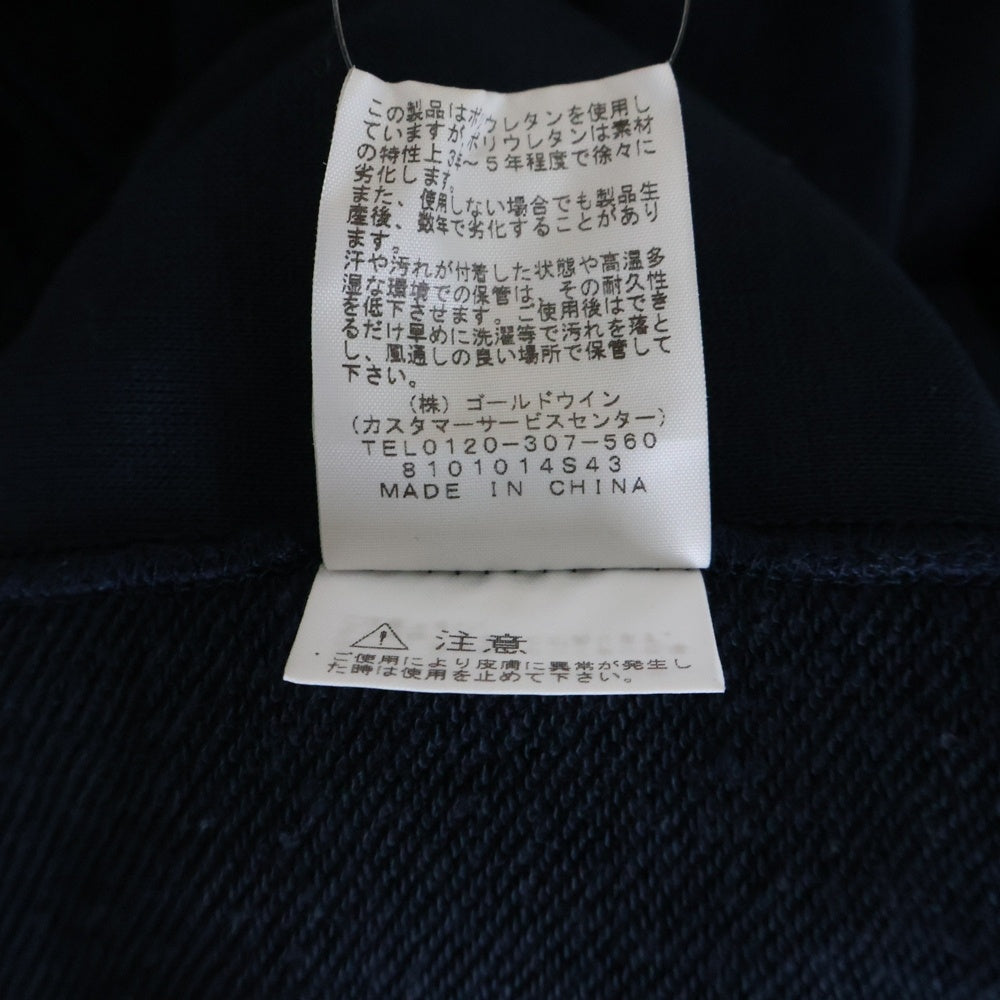 この製品はポリウレタンを使用し
ていますがポリウレタンは素材
の特性上3年～5年程度で徐々に
劣化します。
また、使用しない場合でも製品生
産後、数年で劣化することがあり
ます。
汗や汚れが付着した状態や高温多
湿な環境での保管は、その耐久性
を低下させます。ご使用後はでき
るだけ早めに洗濯等で汚れを落と
し、風通しの良い場所で保管して
下さい。
(株)ゴールドウイン
(カスタマーサービスセンター)
TEL0120-307-560
8101014S43
MADE IN CHINA
注意
ご使用により皮膚に異常が発生し
た時は使用を止めて下さい。